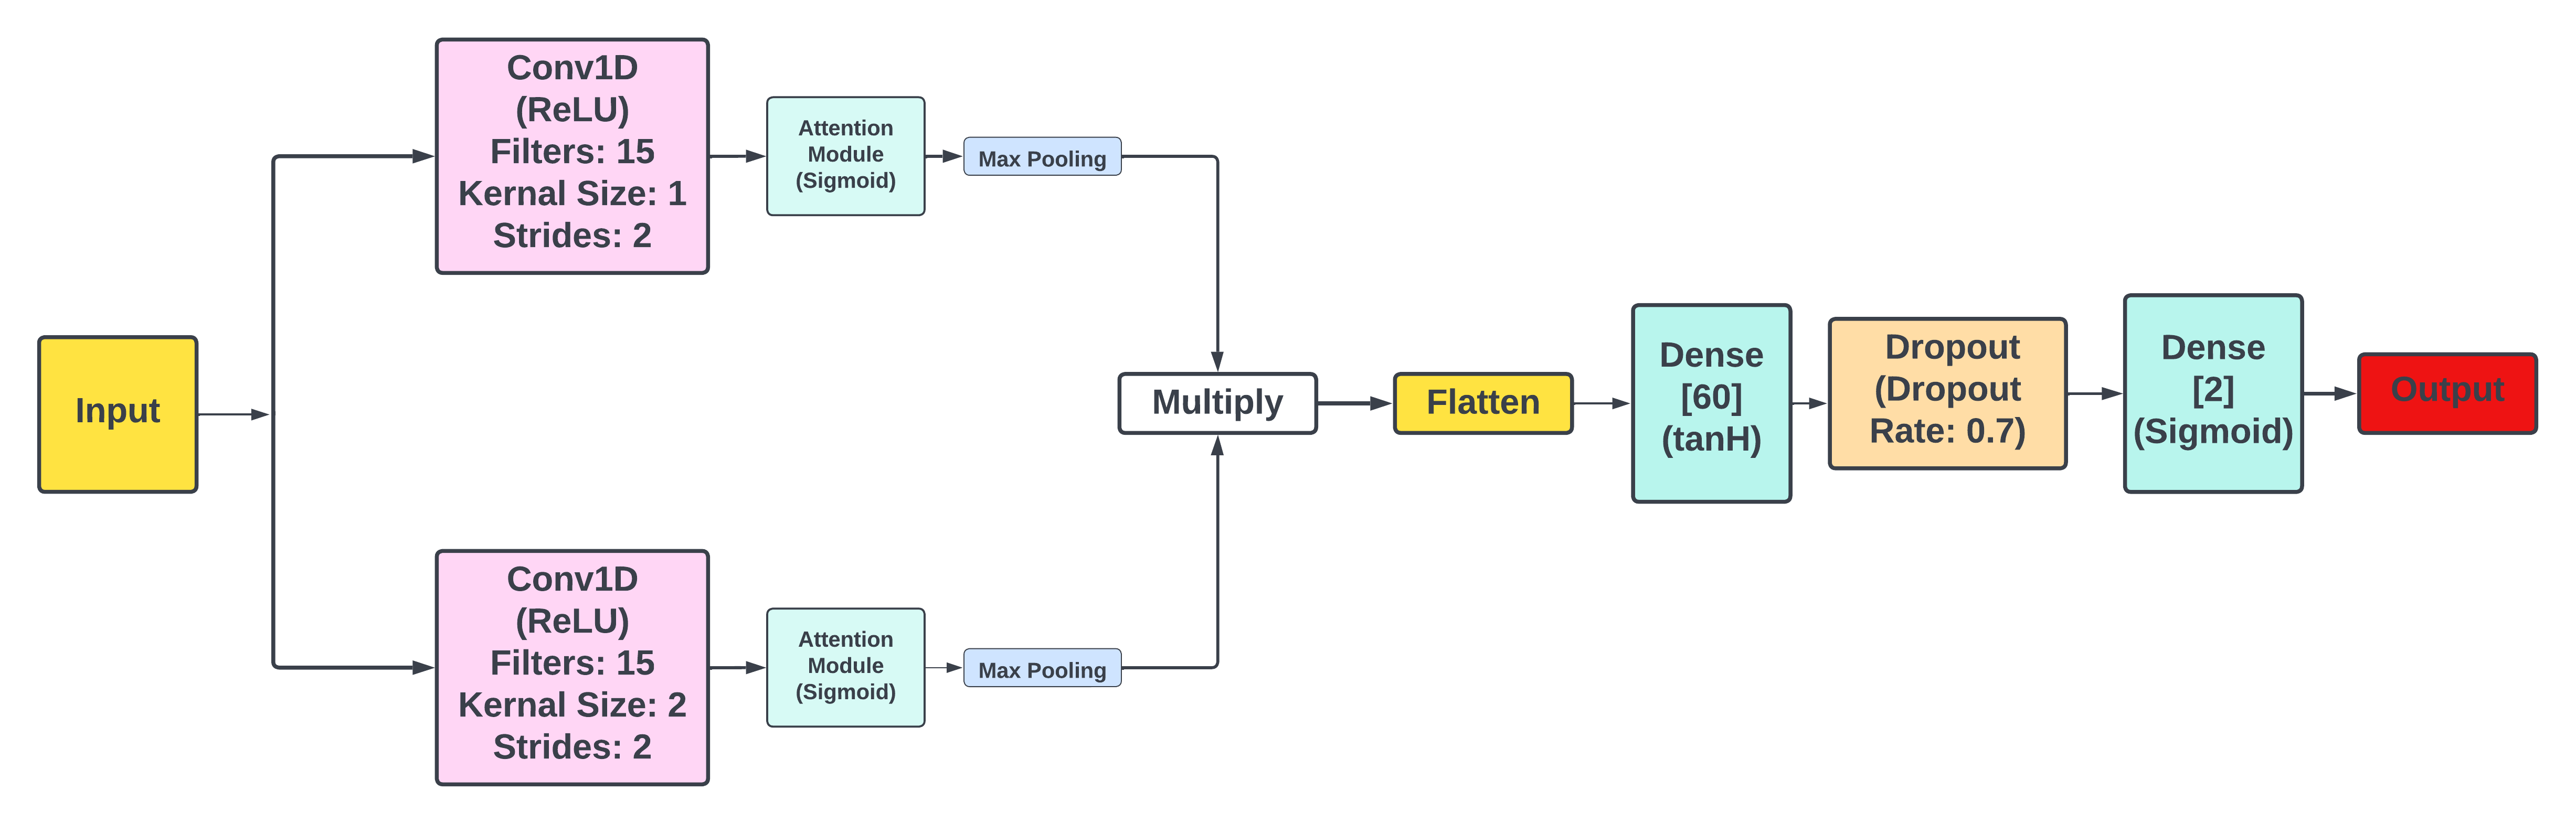 Input
Conv1D
(ReLU)
Filters: 15
Kernal Size: 1
Strides: 2
Attention
Module
(Sigmoid)
Max Pooling
Conv1D
(ReLU)
Filters: 15
Kernal Size: 2
Strides: 2
Attention
Module
(Sigmoid)
Max Pooling
Multiply
Flatten
Dense
[60]
(tanH)
Dropout
(Dropout
Rate: 0.7)
Dense
[2]
(Sigmoid)
Output